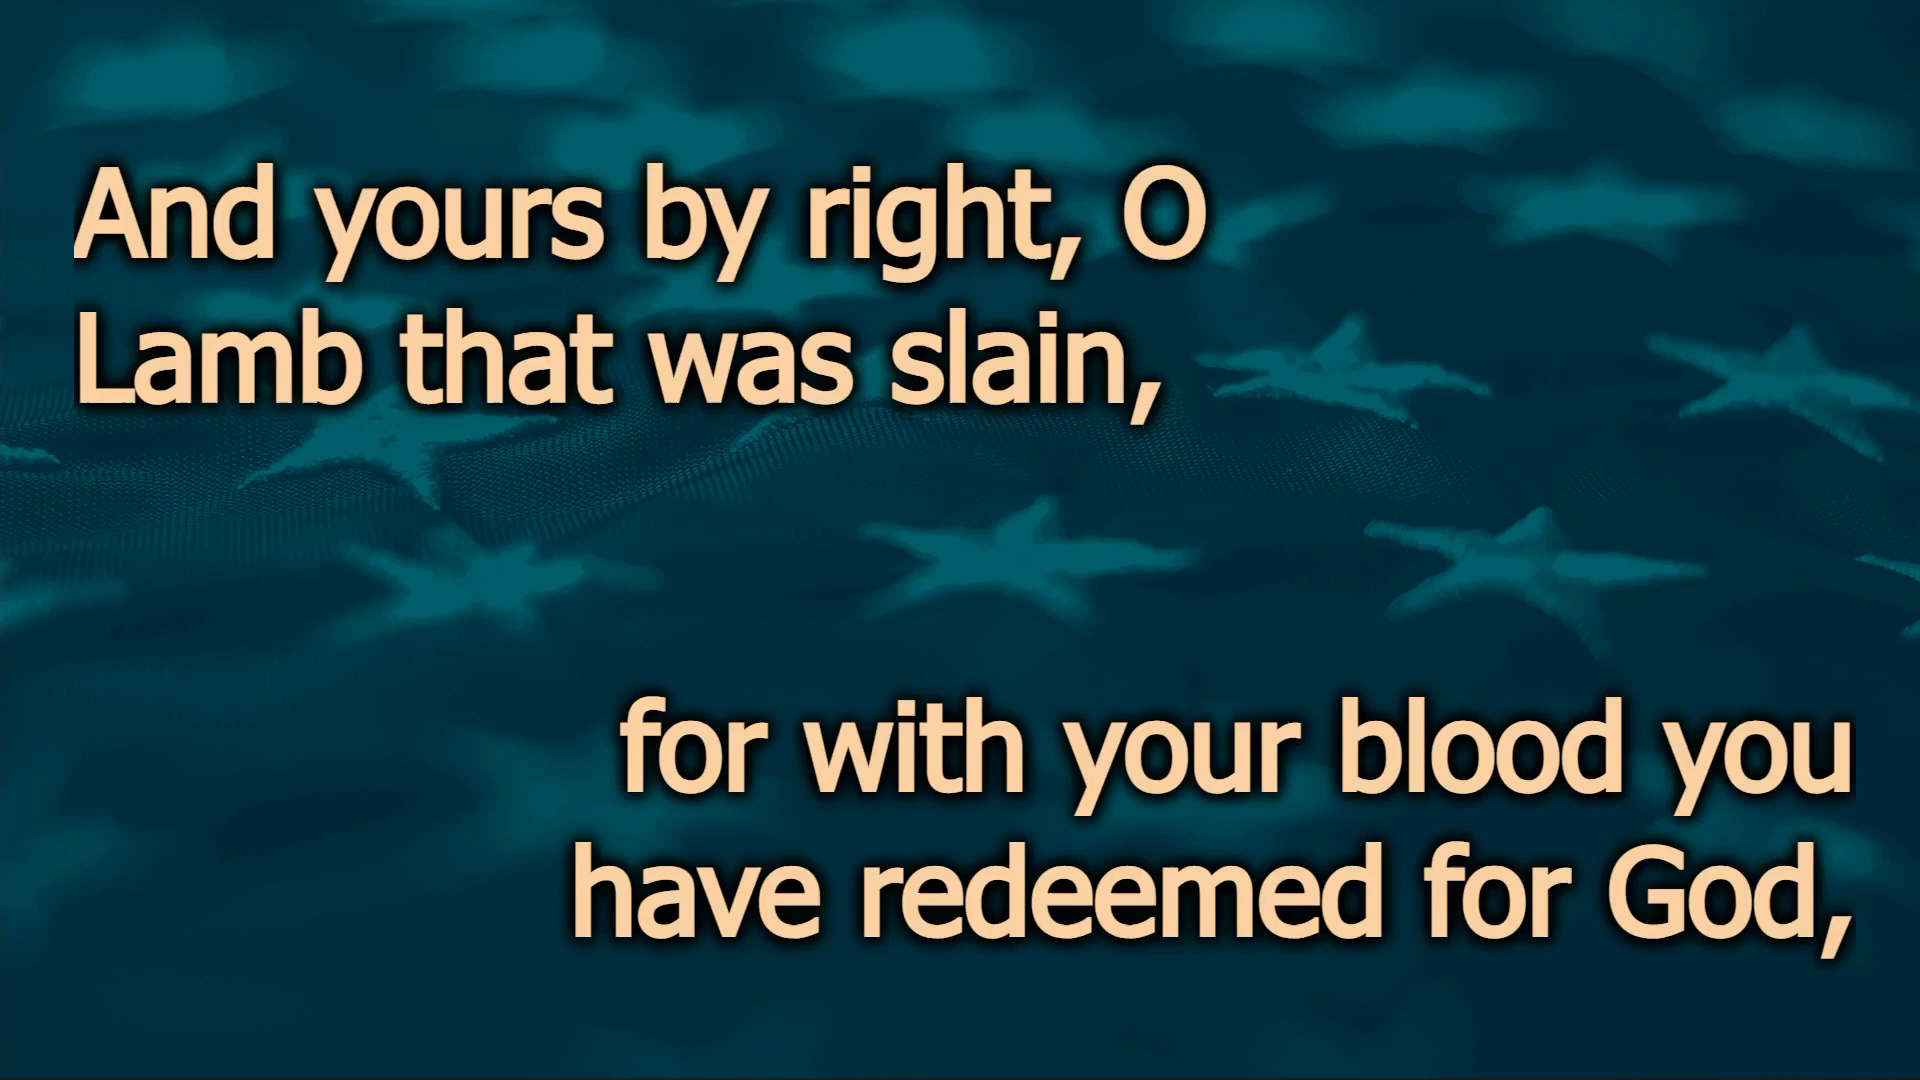 And yours by right, O
Lamb that was slain,
for with your blood you
have redeemed for God,